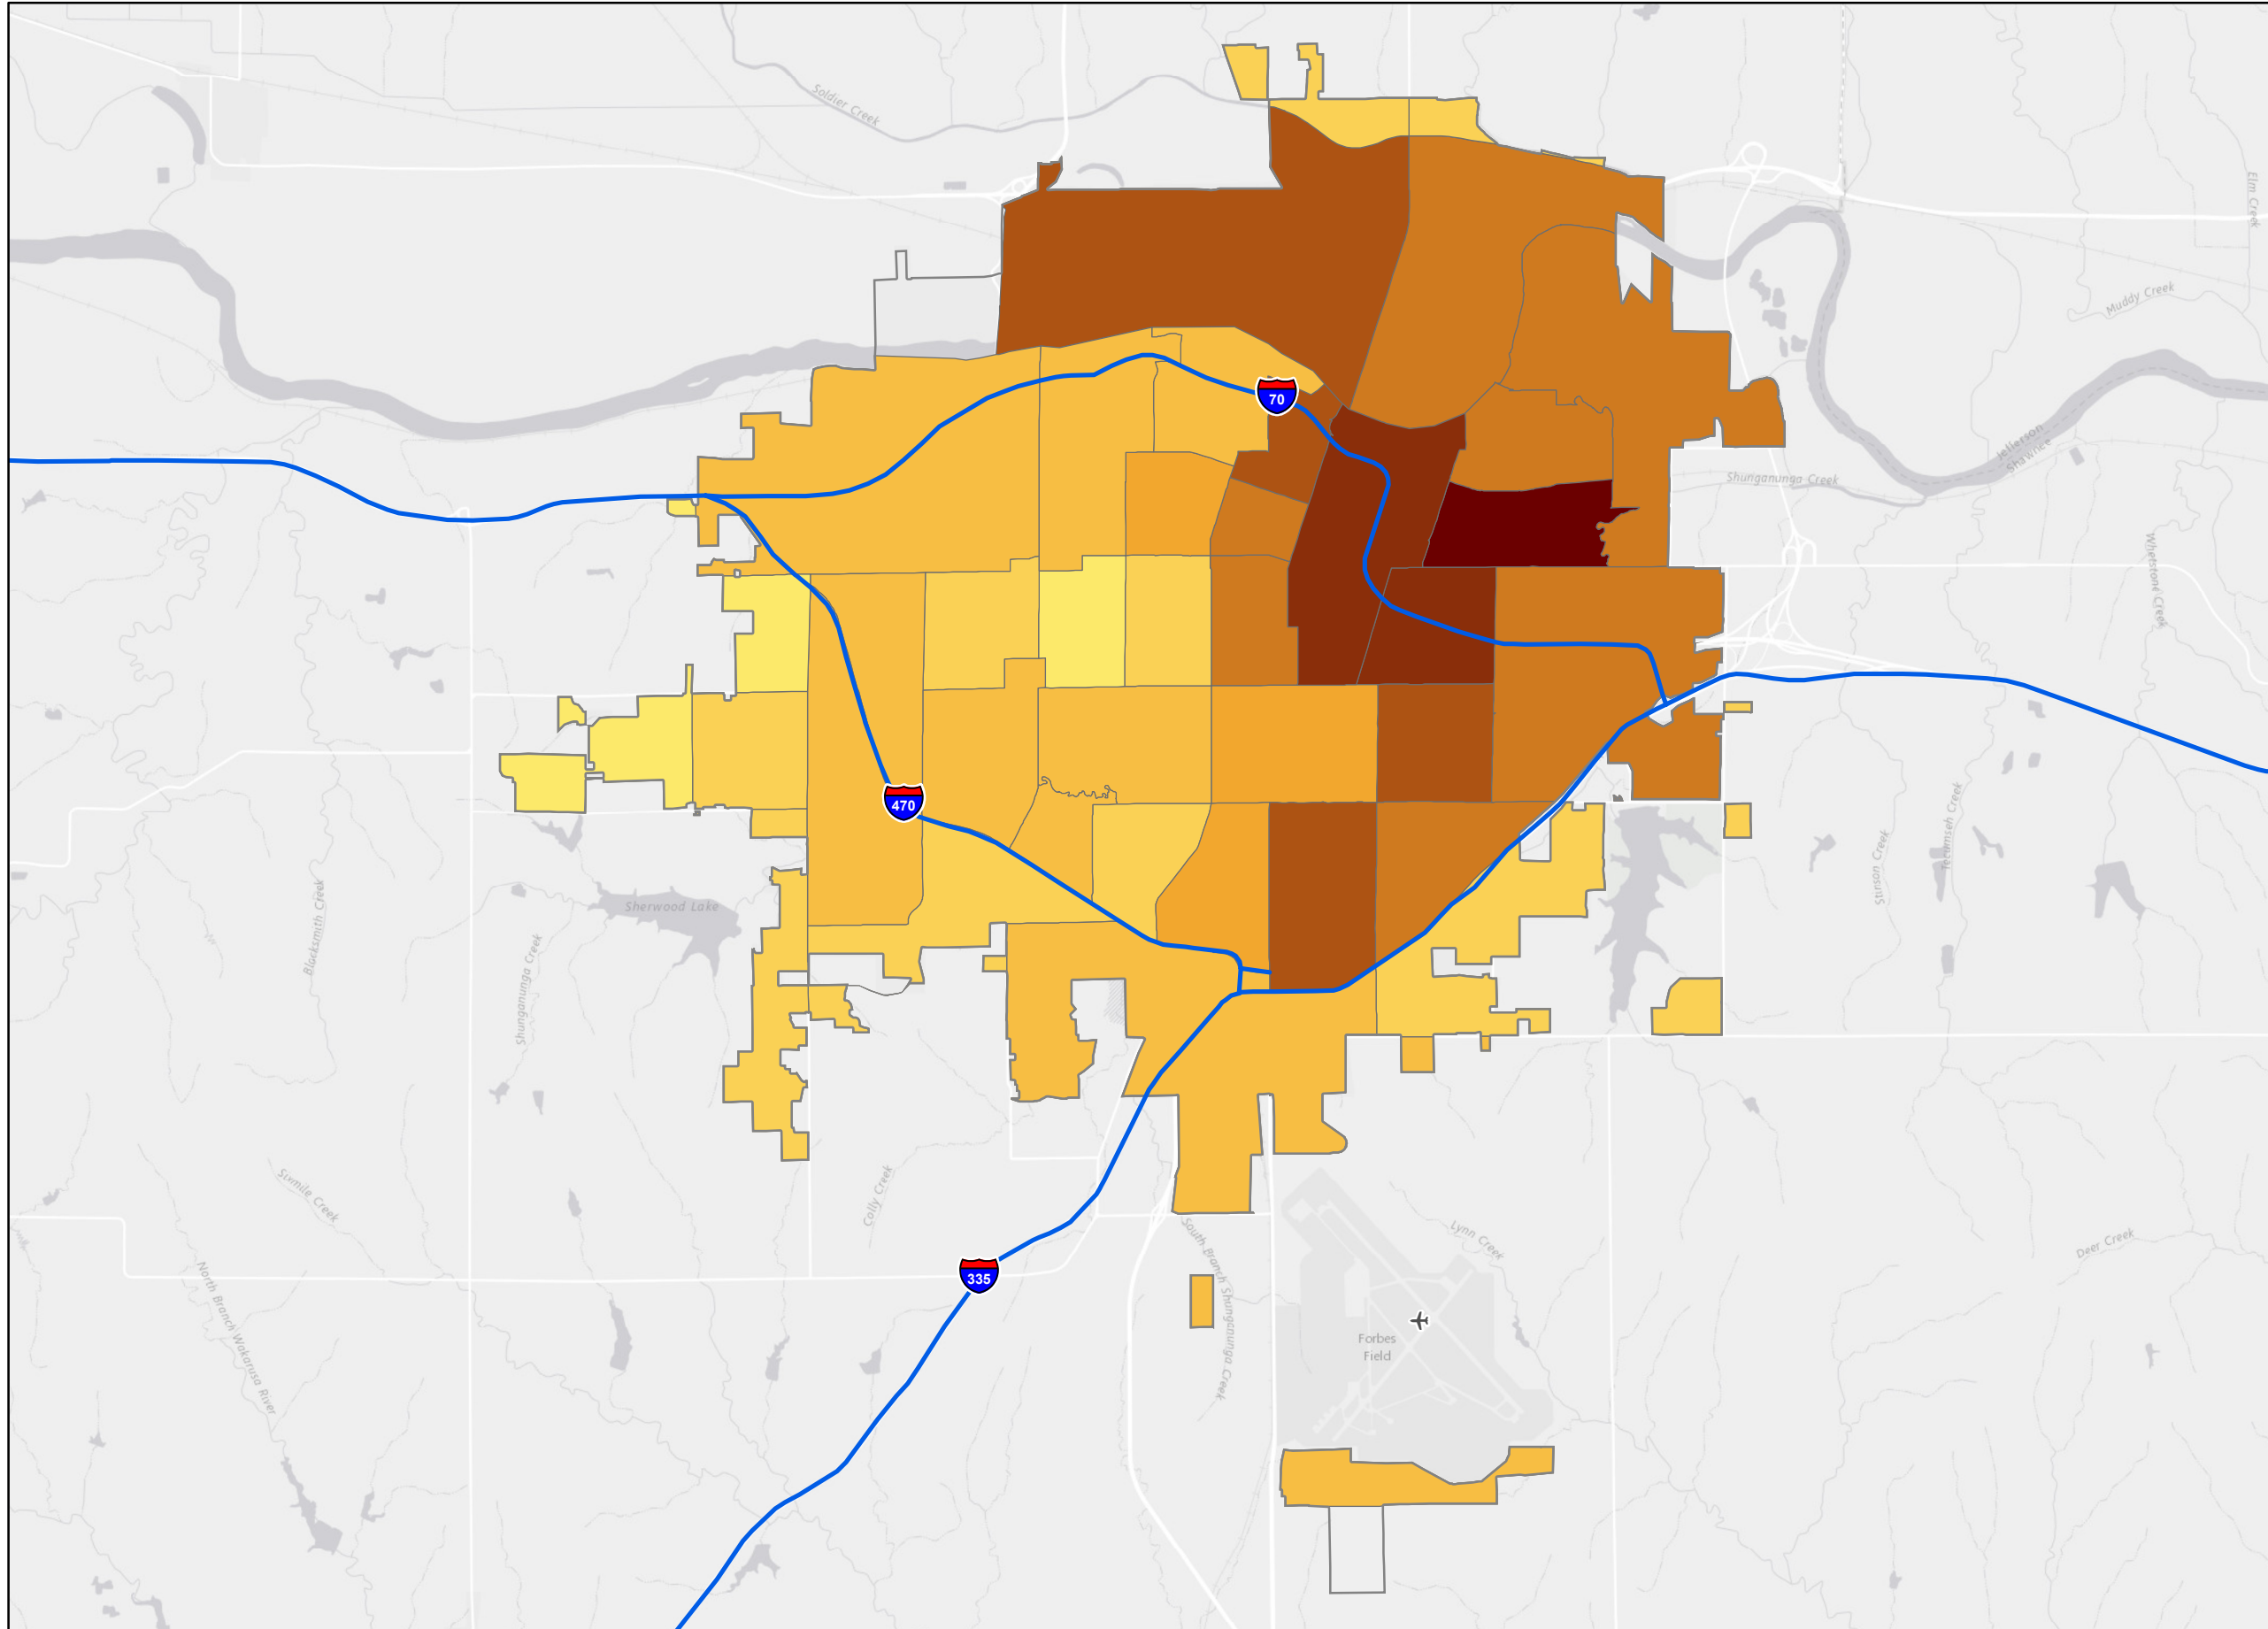 Soldier Creek
Elm Creek
Muddy Creek
70
Jefferson
Shawnee
Shunganunga Creek
Whetstone Creek
470
Sherwood Lake
Blacksmith Creek
Shunganunga Creek
Stinson Creek
Tecumseh Creek
Sixmile Creek
Colly Creek
South Branch Shunganunga Creek
Lynn Creek
Deer Creek
North Branch Wakarusa River
335
Forbes
Field